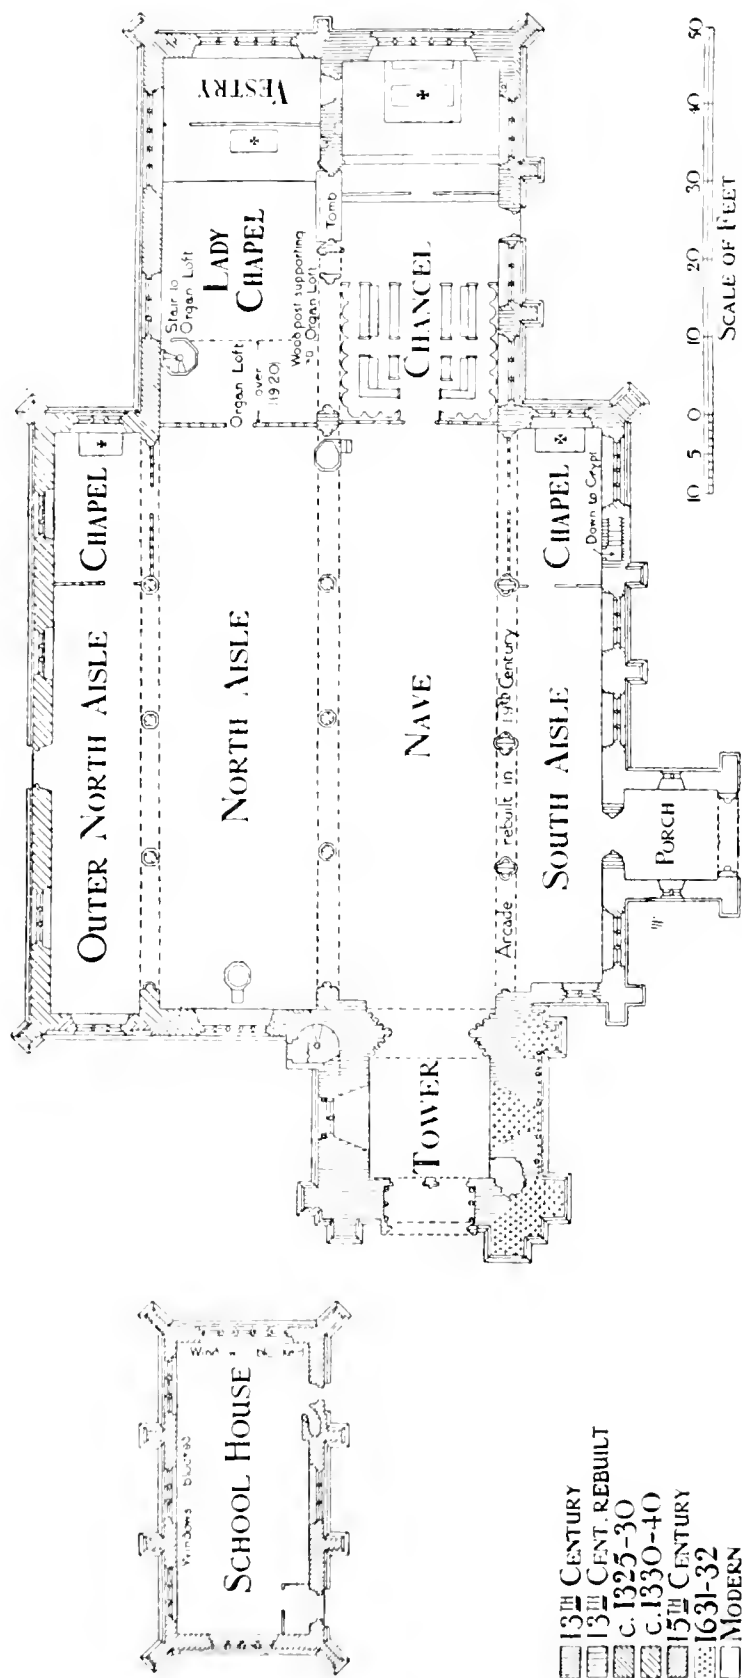 VESTRY
Stair to
Organ Loft
LADY
CHAPEL
Tomb
Wood post supporting
Organ Loft
Organ Loft
over
(1920)
CHANCEL
CHAPEL
CHAPEL
Down to Crypt
OUTER NORTH AISLE
NORTH AISLE
NAVE
Arcade rebuilt in 19th Century
SOUTH AISLE
PORCH
TOWER
SCHOOL HOUSE
Windows blocked
10 5 0 10 20 30 40 50
SCALE OF FEET
13TH CENTURY
13TH CENT. REBUILT
C. 1325-30
C. 1330-40
15TH CENTURY
1631-32
MODERN